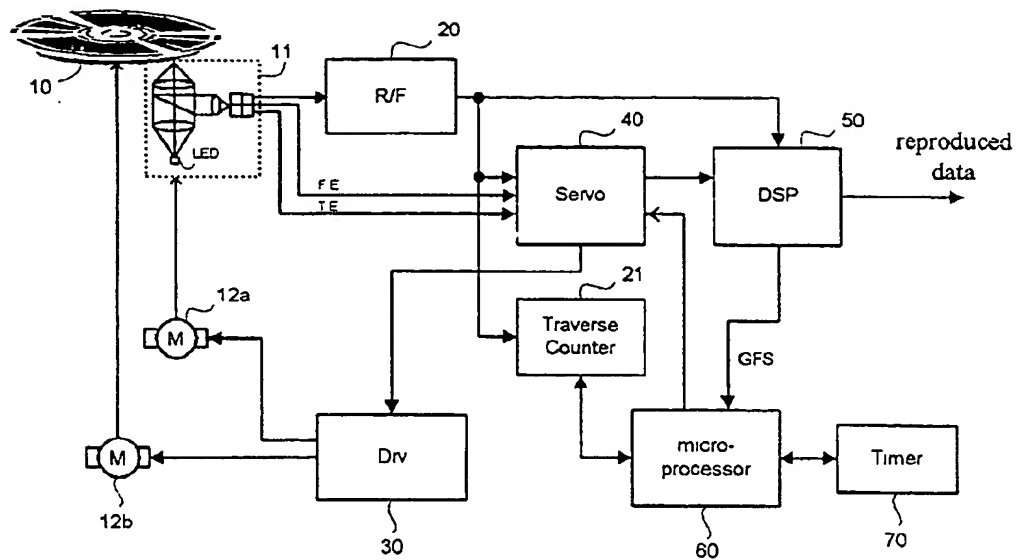 20
11
10
R/F
40
50
LED
reproduced
data
FE
TE
Servo
DSP
12a
21
M
Traverse
Counter
GFS
M
Drv
micro-
processor
Timer
12b
30
60
70